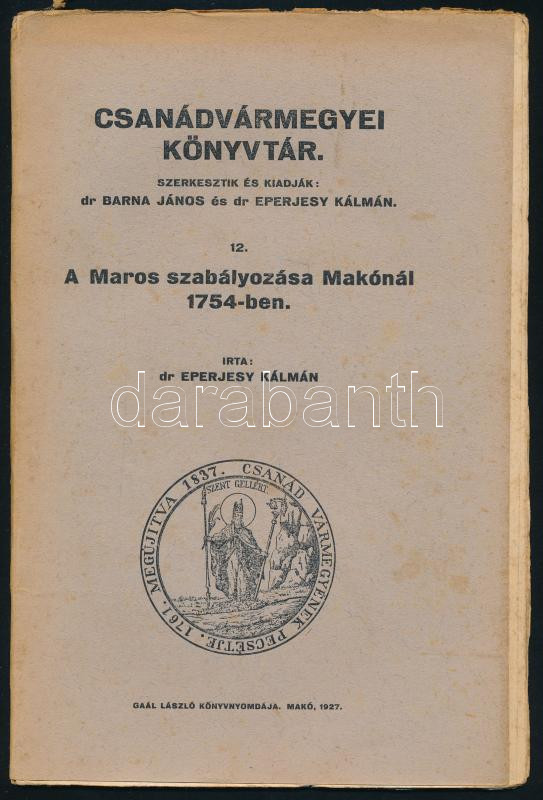 CSANÁDVÁRMEGYEI
KÖNYVTÁR.
SZERKESZTIK ÉS KIADJÁK:
dr BARNA JÁNOS és dr EPERJESY KÁLMÁN.
12.
A Maros szabályozása Makónál
1754-ben.
IRTA:
dr EPERJESY KÁLMÁN
darabanth
CSANÁD VÁRMEGYÉNEK PECSÉTJE. 1761. MEGÚJÍTVA 1837.
SZENT GELLÉRT
GAÁL LÁSZLÓ KÖNYVNYOMDÁJA. MAKÓ, 1927.